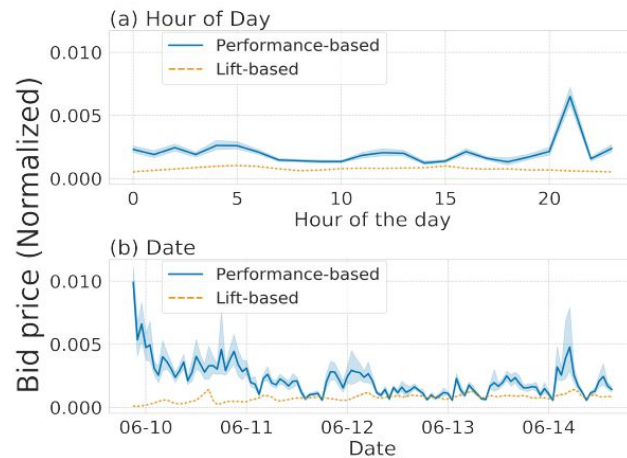 (a) Hour of Day
Performance-based
Lift-based
0.010
0.005
0.000
0 5 10 15 20
Hour of the day
Bid price (Normalized)
(b) Date
Performance-based
Lift-based
0.010
0.005
0.000
06-10 06-11 06-12 06-13 06-14
Date